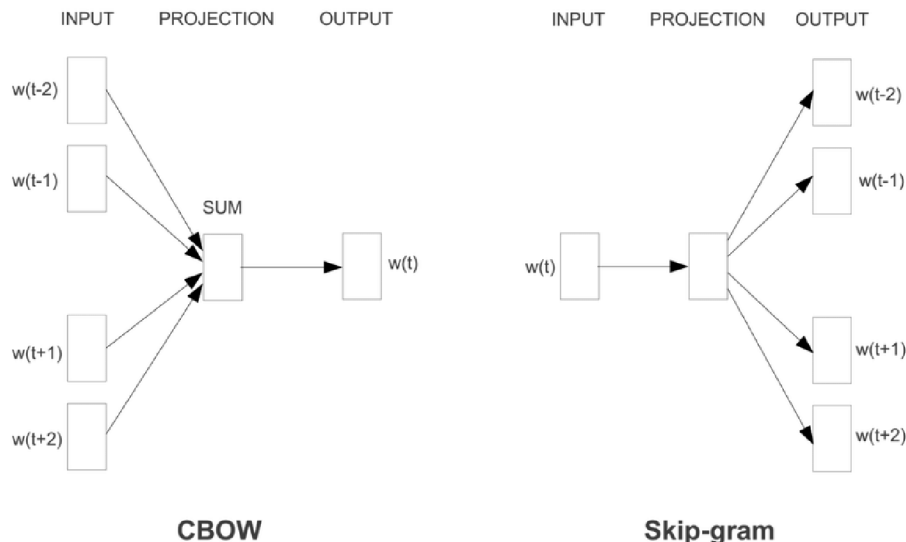 INPUT PROJECTION OUTPUT
w(t-2)
w(t-1)
SUM
w(t)
w(t+1)
w(t+2)
CBOW
INPUT PROJECTION OUTPUT
w(t-2)
w(t-1)
w(t)
w(t+1)
w(t+2)
Skip-gram